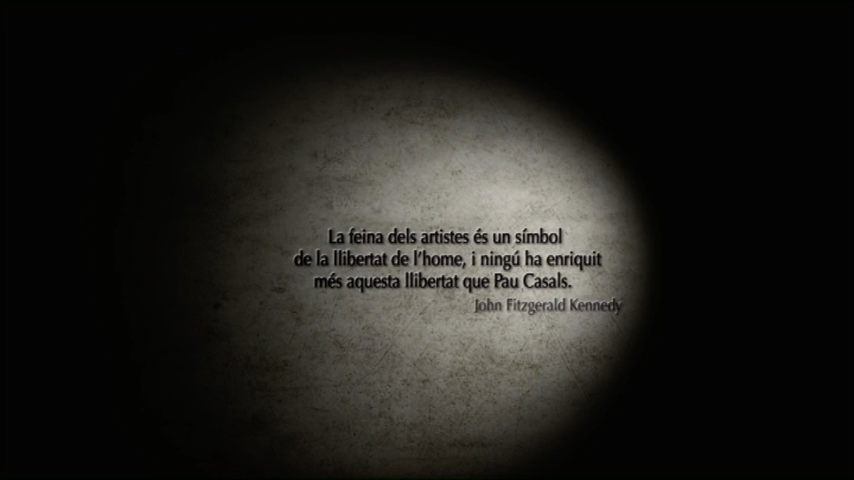 La feina dels artistes és un símbol
de la llibertat de l'home, i ningú ha enriquit
més aquesta llibertat que Pau Casals.
John Fitzgerald Kennedy